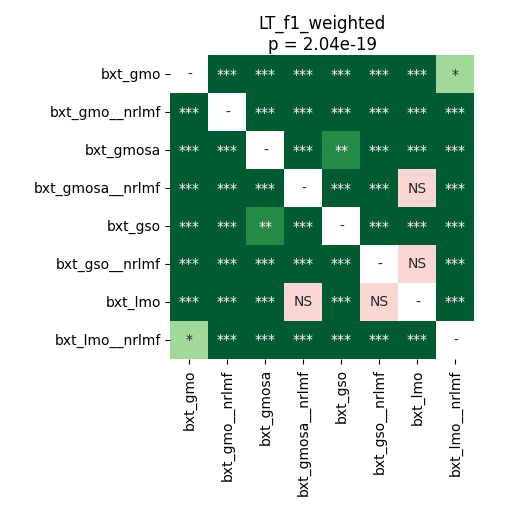 LT_f1_weighted
p = 2.04e-19
bxt_gmo - *** *** *** *** *** *** *
bxt_gmo__nrlmf *** - *** *** *** *** *** ***
bxt_gmosa *** *** - *** ** *** *** ***
bxt_gmosa__nrlmf *** *** *** - *** *** NS ***
bxt_gso *** *** ** *** - *** *** ***
bxt_gso__nrlmf *** *** *** *** *** - NS ***
bxt_lmo *** *** *** NS *** NS - ***
bxt_lmo__nrlmf * *** *** *** *** *** *** -
bxt_gmo
bxt_gmo__nrlmf
bxt_gmosa
bxt_gmosa__nrlmf
bxt_gso
bxt_gso__nrlmf
bxt_lmo
bxt_lmo__nrlmf